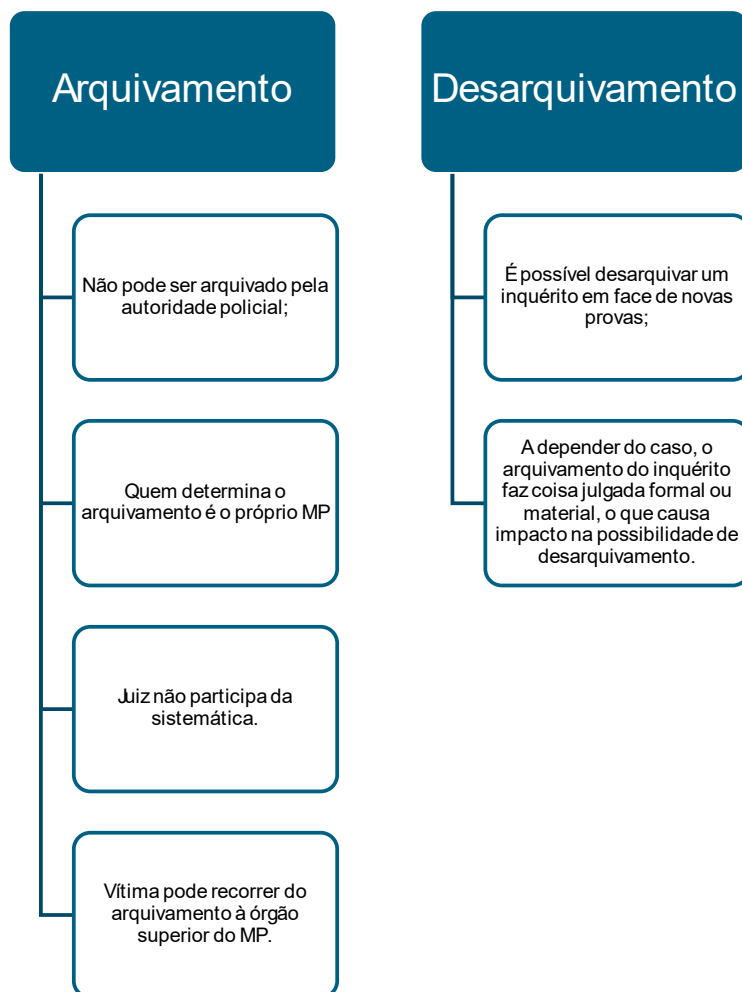 Arquivamento
Não pode ser arquivado pela
autoridade policial;
Quem determina o
arquivamento é o próprio MP
Juiz não participa da
sistemática.
Vítima pode recorrer do
arquivamento à órgão
superior do MP.
Desarquivamento
É possível desarquivar um
inquérito em face de novas
provas;
A depender do caso, o
arquivamento do inquérito
faz coisa julgada formal ou
material, o que causa
impacto na possibilidade de
desarquivamento.